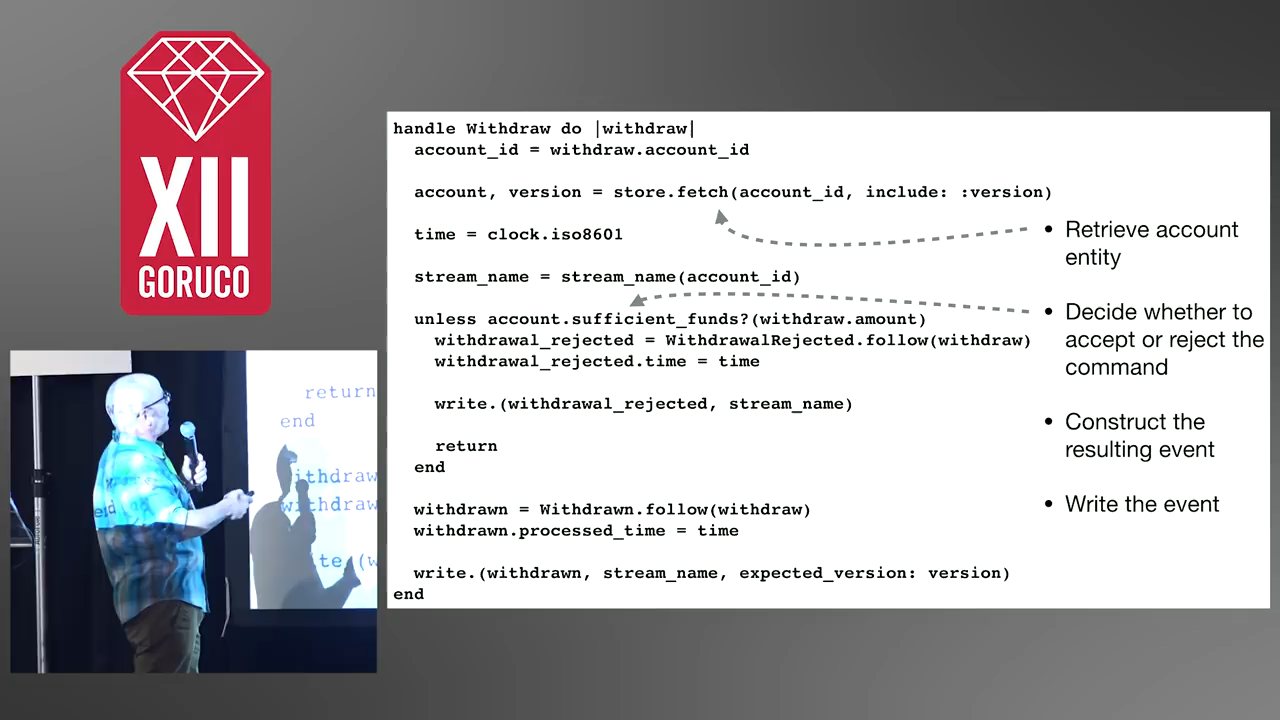 XII
GORUCO
handle Withdraw do |withdraw|
account_id = withdraw.account_id
account, version = store.fetch(account_id, include: :version)
time = clock.iso8601
stream_name = stream_name(account_id)
unless account.sufficient_funds?(withdraw.amount)
withdrawal_rejected = WithdrawalRejected.follow(withdraw)
withdrawal_rejected.time = time
write.(withdrawal_rejected, stream_name)
return
end
withdrawn = Withdrawn.follow(withdraw)
withdrawn.processed_time = time
write.(withdrawn, stream_name, expected_version: version)
end
• Retrieve account
entity
• Decide whether to
accept or reject the
command
• Construct the
resulting event
• Write the event
return
end
ithdraw
withdraw
te.(w